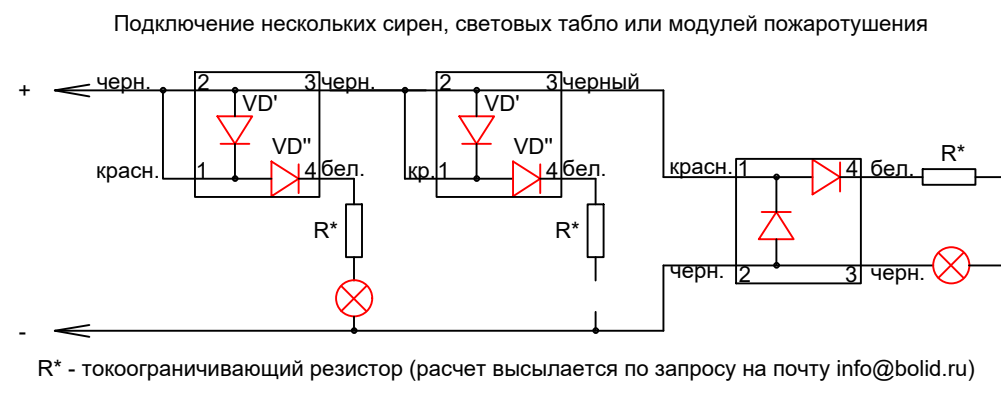 Подключение нескольких сирен, световых табло или модулей пожаротушения
+ черн. 2 3 черн. 2 3 черный
VD' VD'
VD" VD"
красн. 1 4 бел. кр. 1 4 бел. красн. 1 4 бел. R*
R* R*
черн. 2 3 черн.
-
R* - токоограничивающий резистор (расчет высылается по запросу на почту info@bolid.ru)